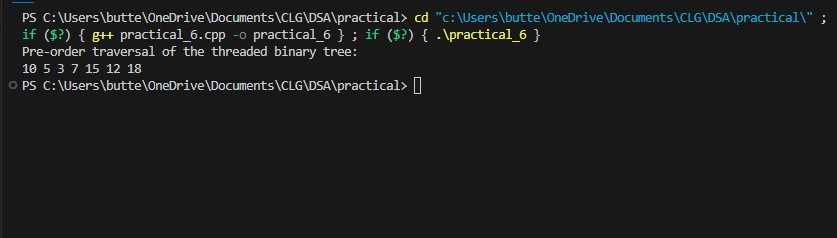 PS C:\Users\butte\OneDrive\Documents\CLG\DSA\practical> cd "c:\Users\butte\OneDrive\Documents\CLG\DSA\practical\" ;
if ($?) { g++ practical_6.cpp -o practical_6 } ; if ($?) { .\practical_6 }
Pre-order traversal of the threaded binary tree:
10 5 3 7 15 12 18
PS C:\Users\butte\OneDrive\Documents\CLG\DSA\practical>